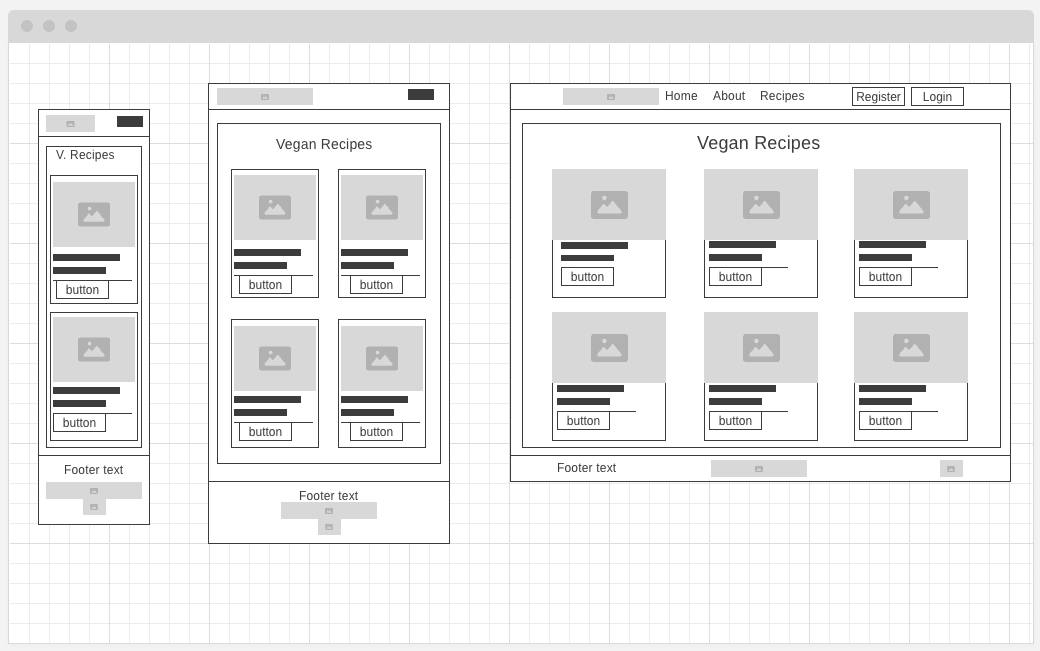 V. Recipes
button
button
Footer text
Vegan Recipes
button button
button button
Footer text
Home About Recipes Register Login
Vegan Recipes
button button button
button button button
Footer text